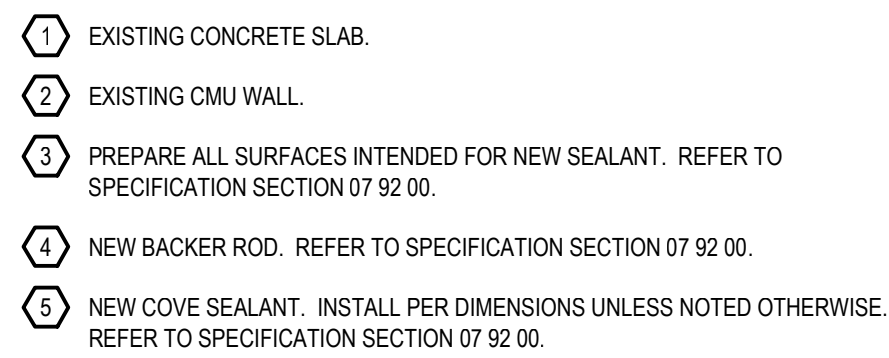 1 EXISTING CONCRETE SLAB.
2 EXISTING CMU WALL.
3 PREPARE ALL SURFACES INTENDED FOR NEW SEALANT. REFER TO
SPECIFICATION SECTION 07 92 00.
4 NEW BACKER ROD. REFER TO SPECIFICATION SECTION 07 92 00.
5 NEW COVE SEALANT. INSTALL PER DIMENSIONS UNLESS NOTED OTHERWISE.
REFER TO SPECIFICATION SECTION 07 92 00.